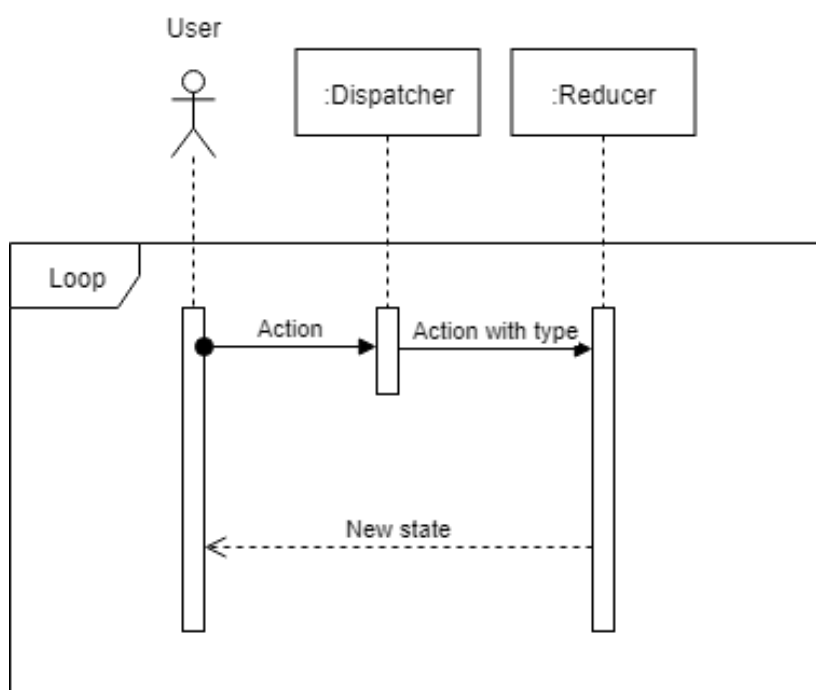 User
:Dispatcher
:Reducer
Loop
Action
Action with type
New state